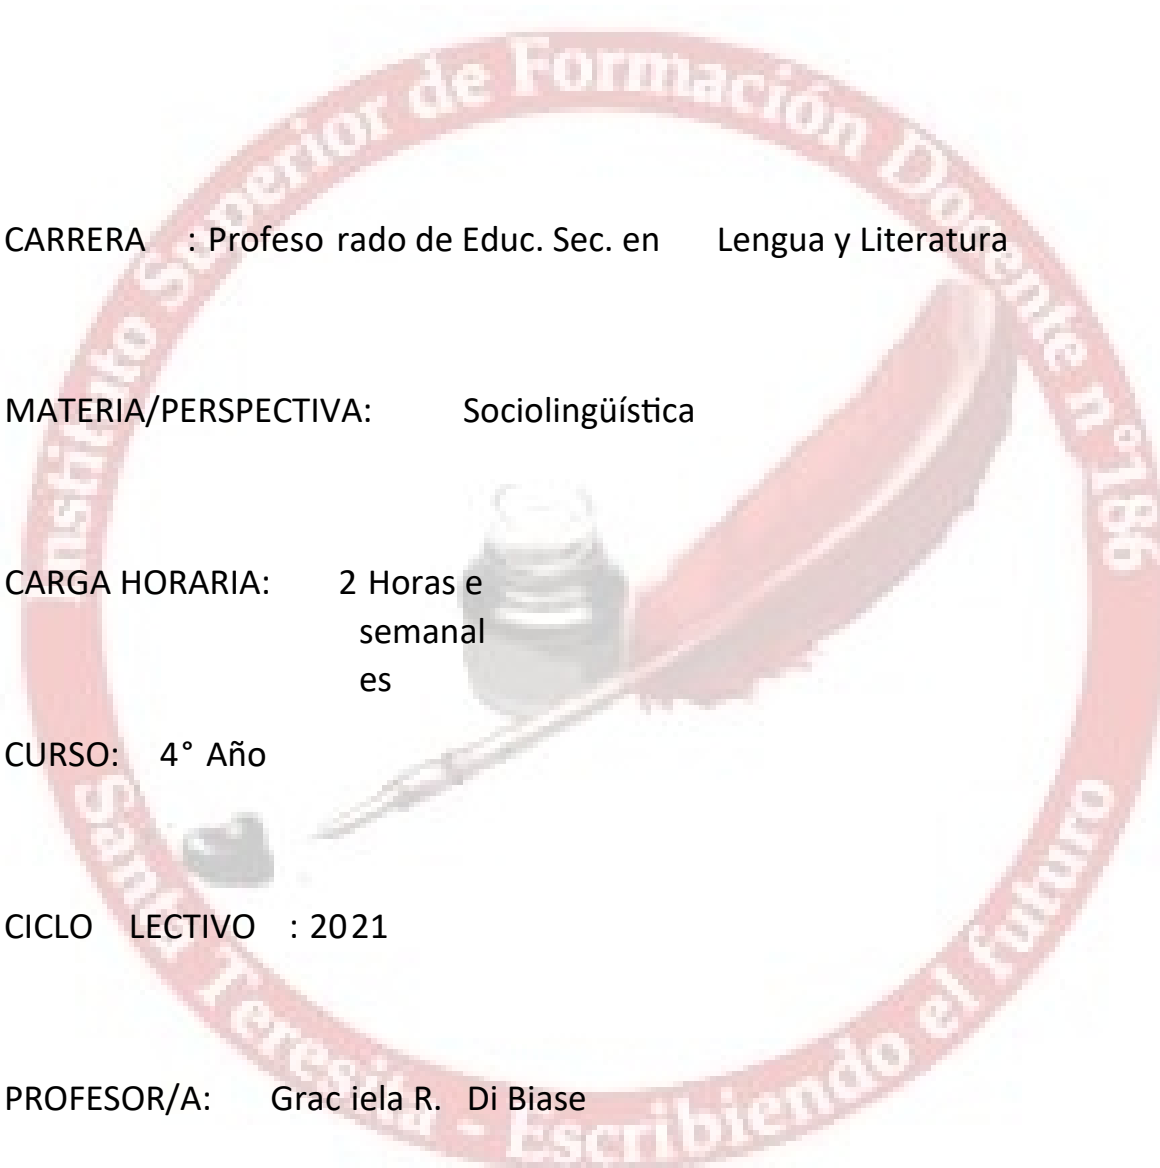 Instituto Superior de Formación Docente n°186
CARRERA : Profeso rado de Educ. Sec. en Lengua y Literatura
MATERIA/PERSPECTIVA: Sociolingüística
CARGA HORARIA: 2 Horas e
semanal
es
CURSO: 4° Año
CICLO LECTIVO : 2021
PROFESOR/A: Grac iela R. Di Biase
Santa Teresita - Escribiendo el futuro